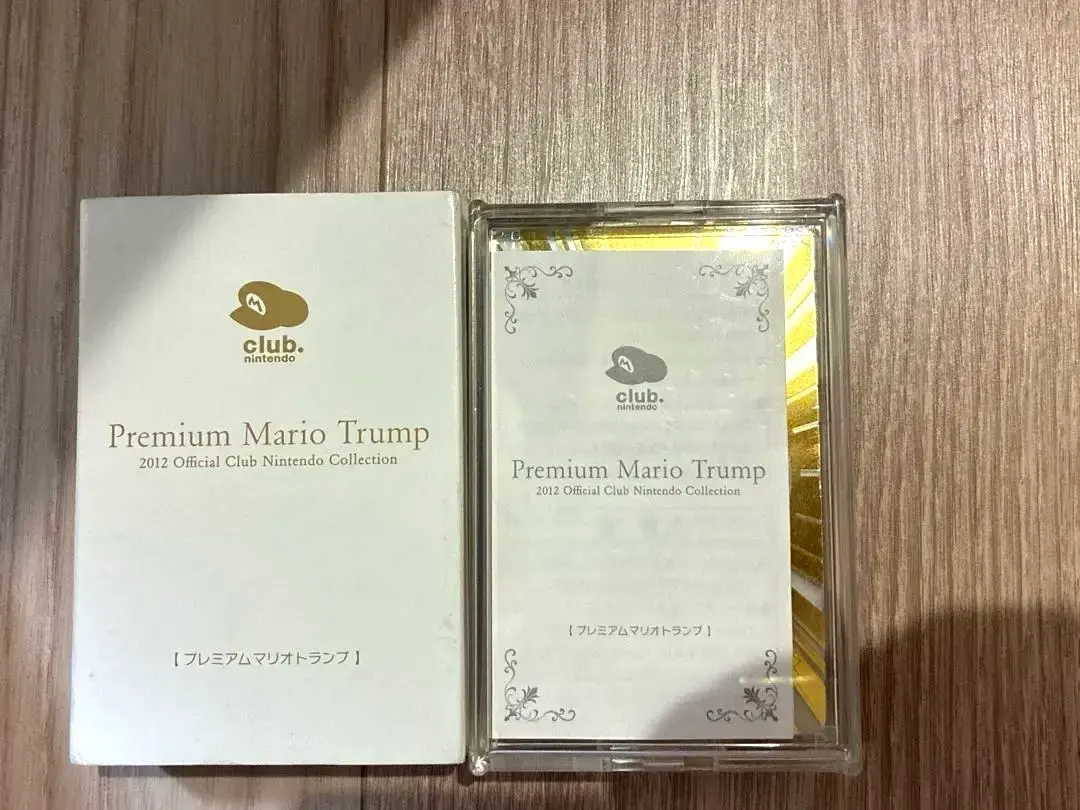 M
club.
nintendo
Premium Mario Trump
2012 Official Club Nintendo Collection
【プレミアムマリオトランプ】
M
club.
nintendo
Premium Mario Trump
2012 Official Club Nintendo Collection
【プレミアムマリオトランプ】